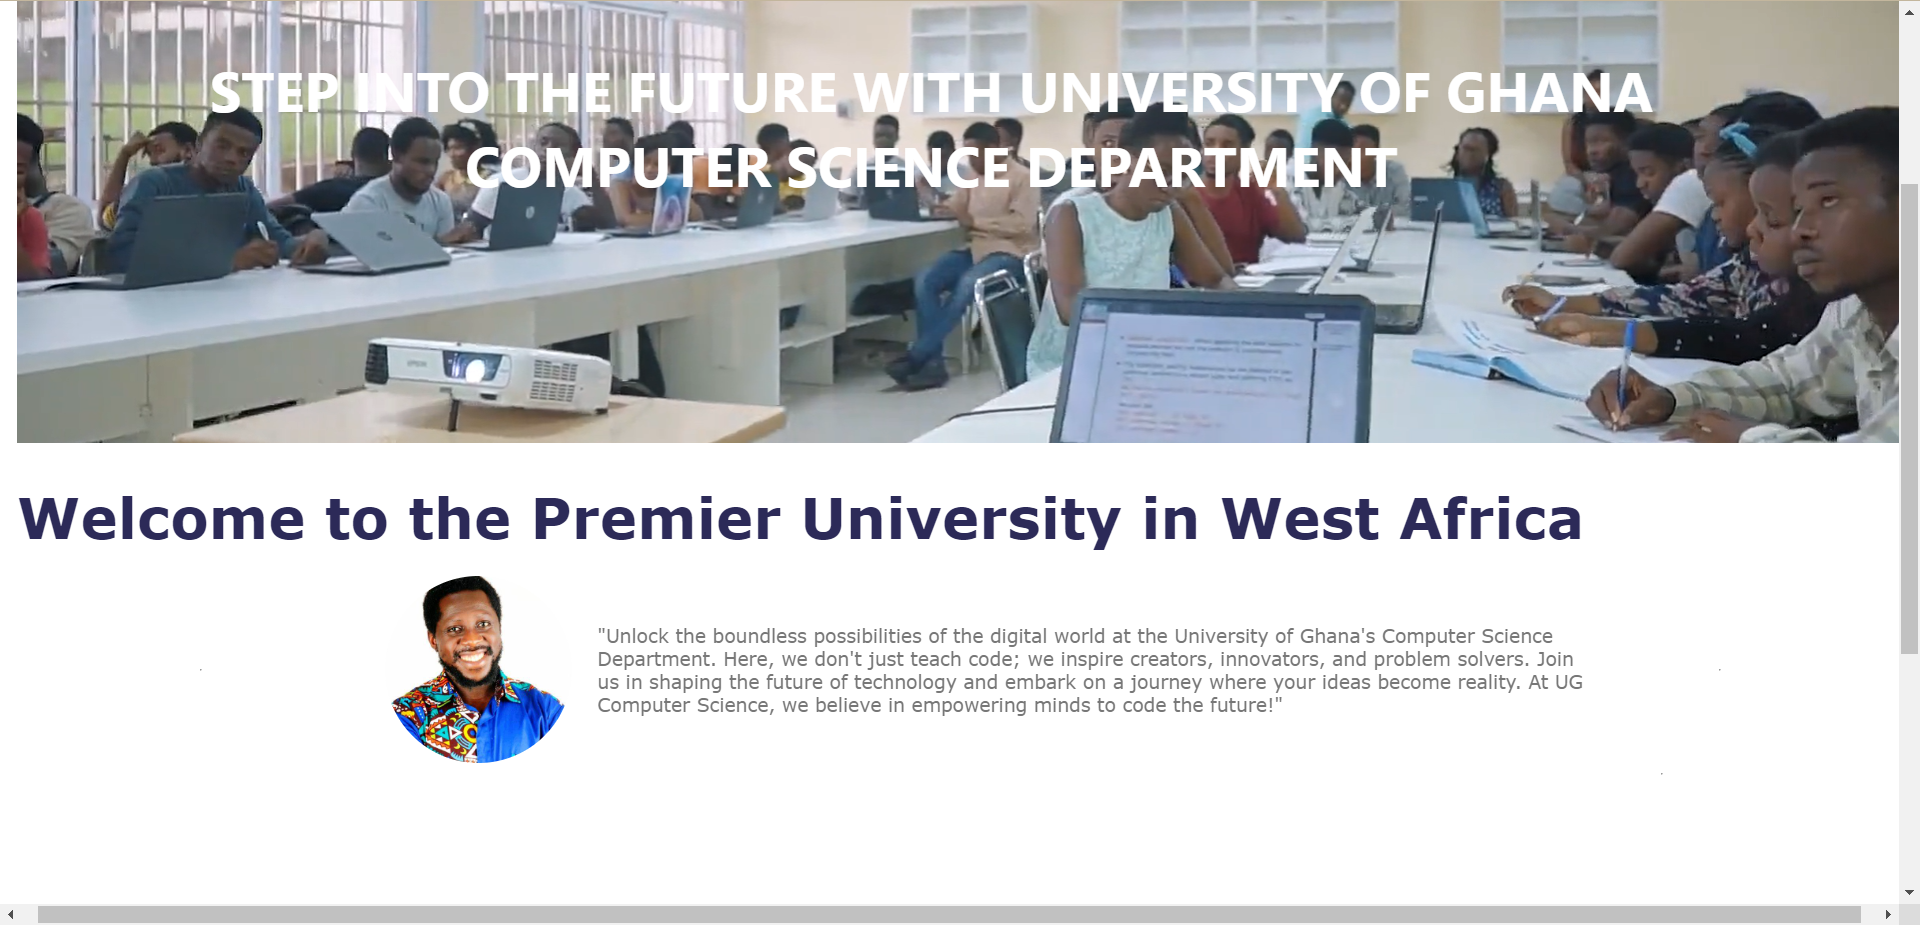 STEP INTO THE FUTURE WITH UNIVERSITY OF GHANA
COMPUTER SCIENCE DEPARTMENT
Welcome to the Premier University in West Africa
"Unlock the boundless possibilities of the digital world at the University of Ghana's Computer Science
Department. Here, we don't just teach code; we inspire creators, innovators, and problem solvers. Join
us in shaping the future of technology and embark on a journey where your ideas become reality. At UG
Computer Science, we believe in empowering minds to code the future!"